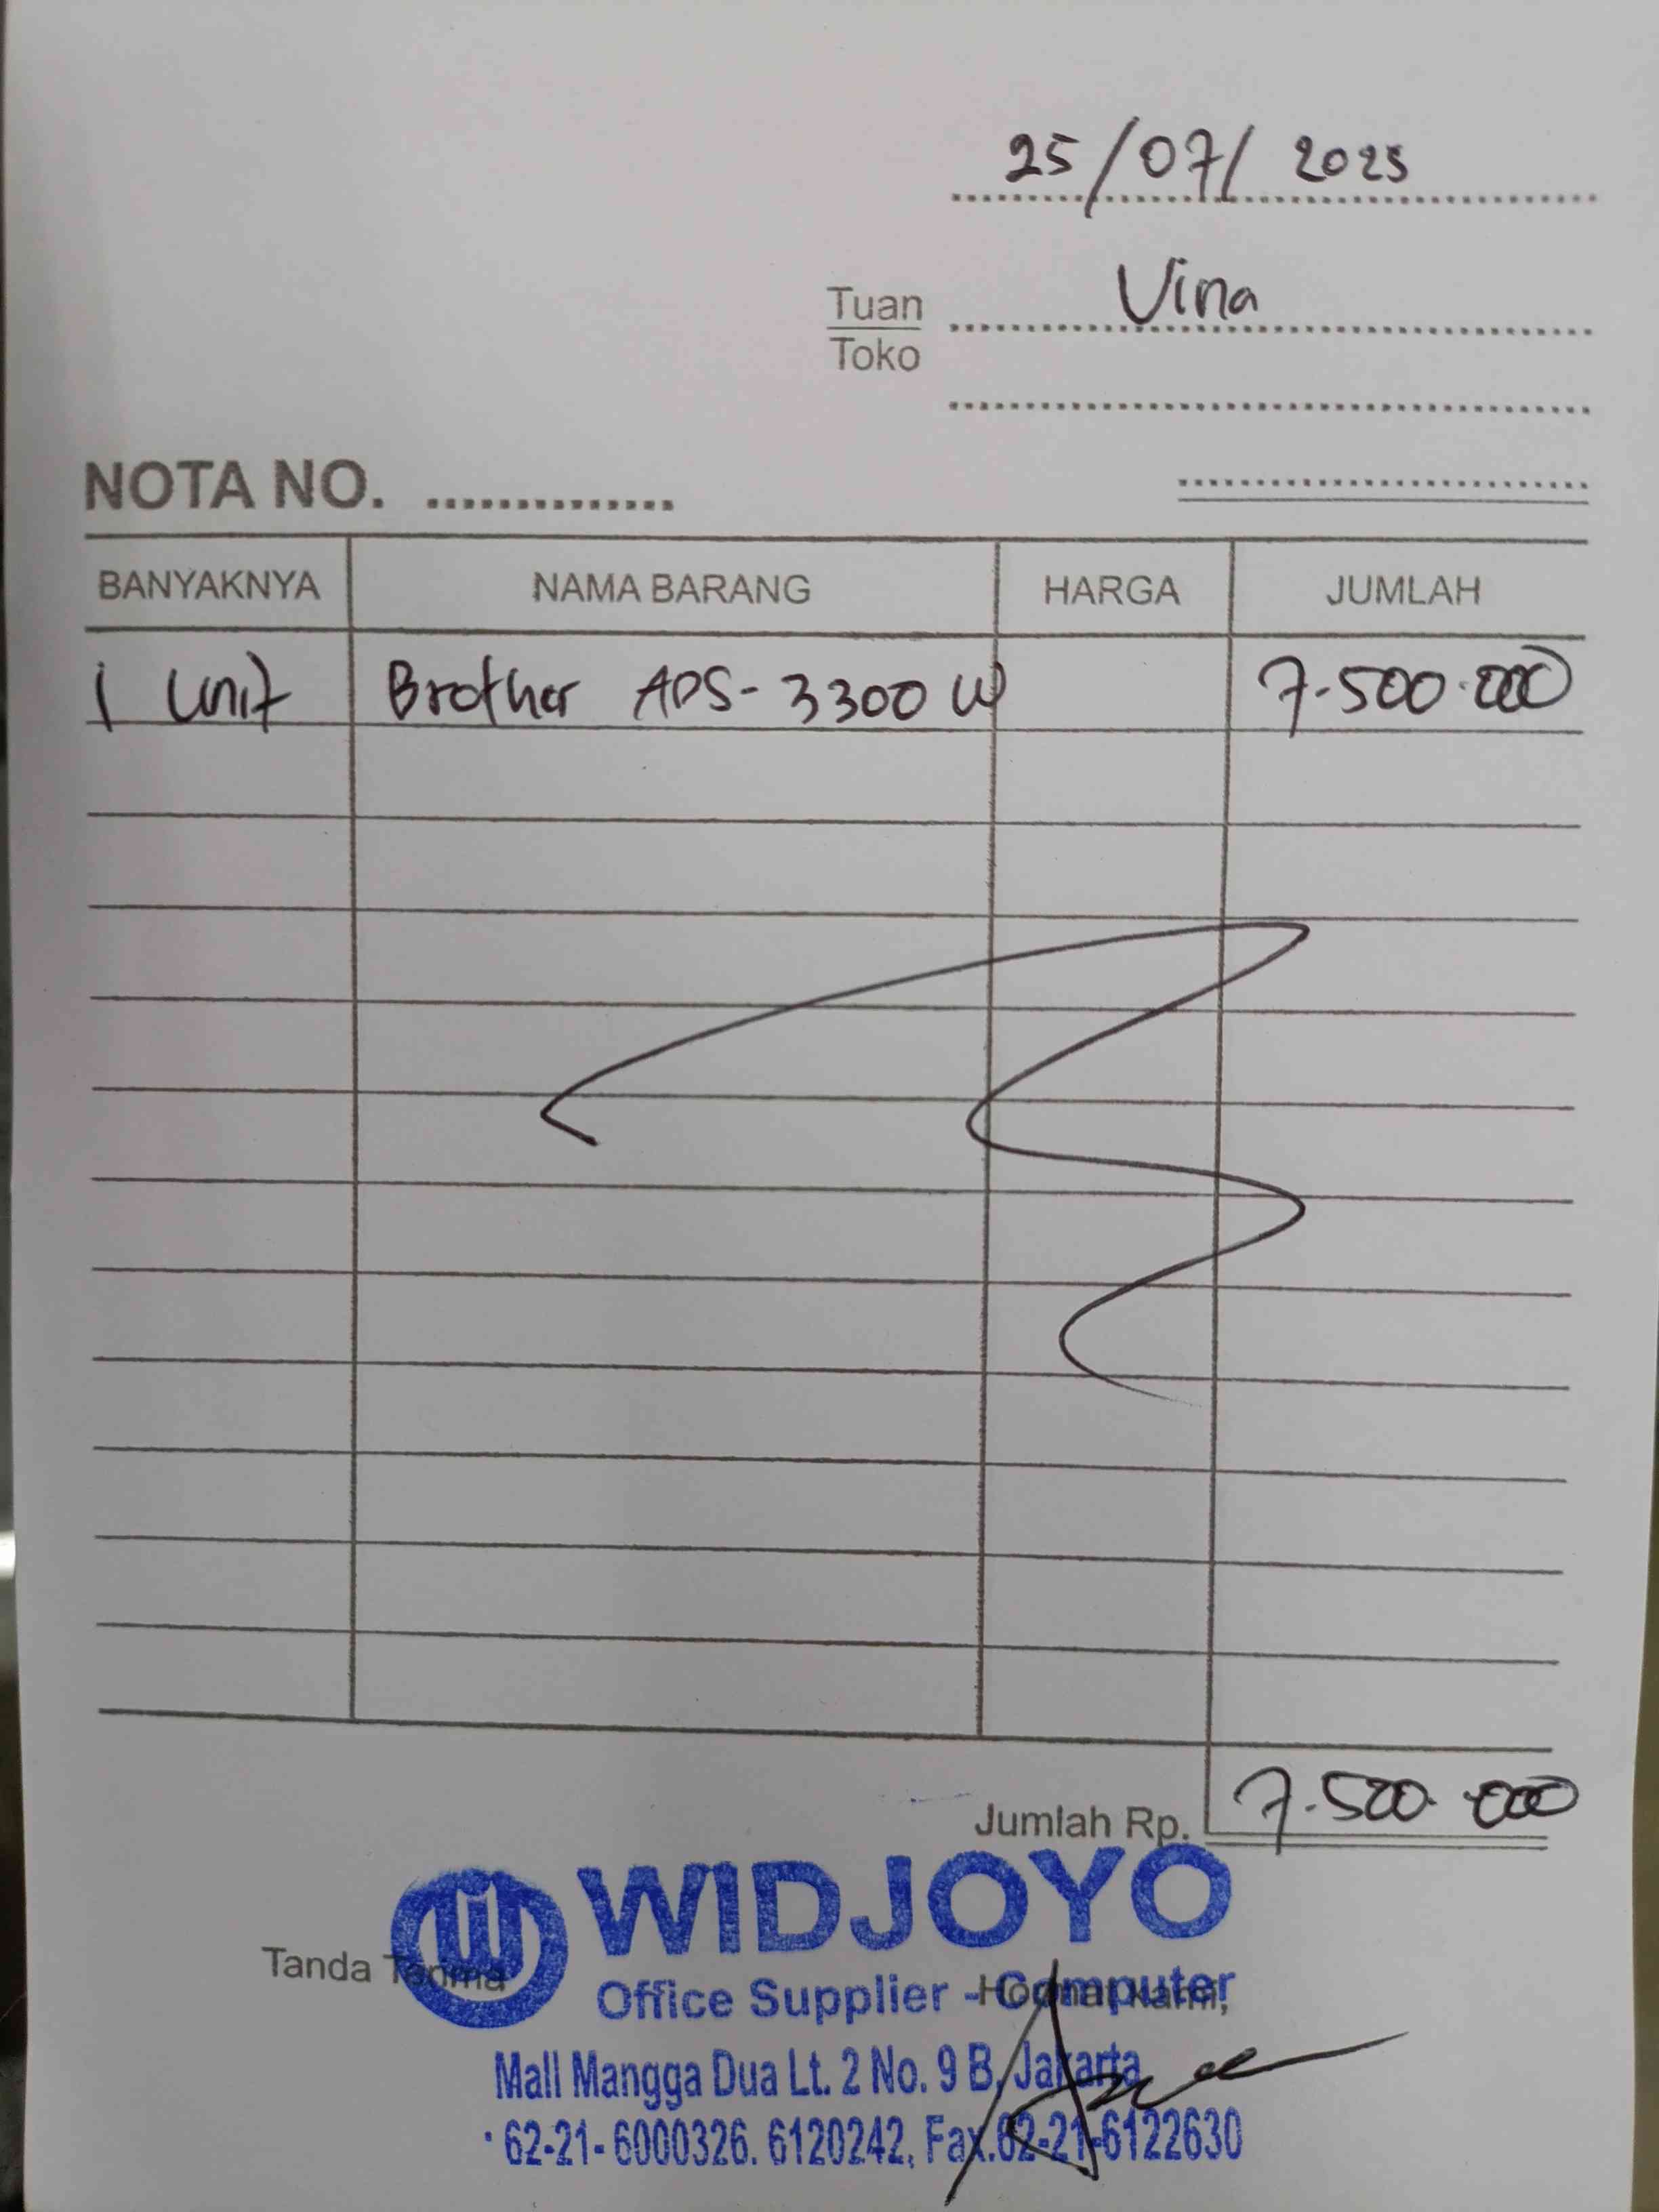 25/07/2025
Tuan Vina
Toko
NOTA NO. ..............
BANYAKNYA NAMA BARANG HARGA JUMLAH
1 Unit Brother ADS-3300 W 7.500.000
Jumlah Rp. 7.500.000
WIDJOYO
Tanda Terima
Office Supplier - Computer
Hormat kami,
Mall Mangga Dua Lt. 2 No. 9 B, Jakarta
62-21-6000326. 6120242, Fax.62-21-6122630